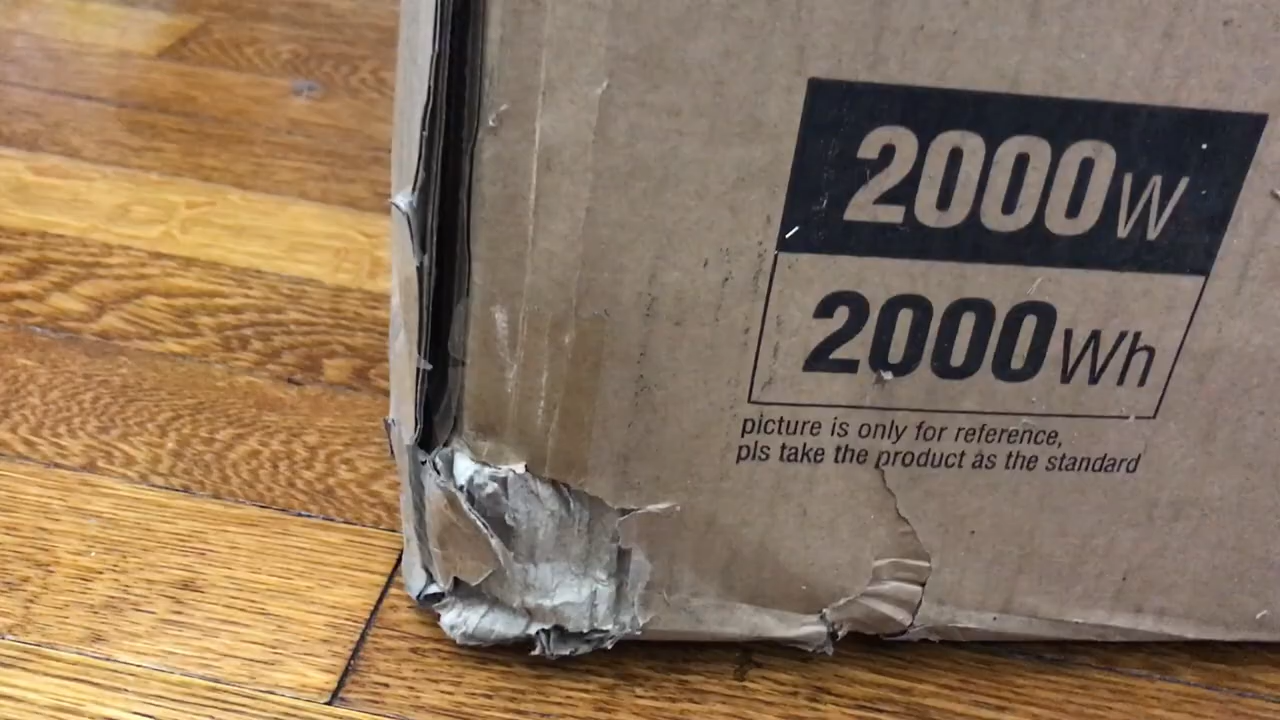 2000W
2000Wh
picture is only for reference,
pls take the product as the standard